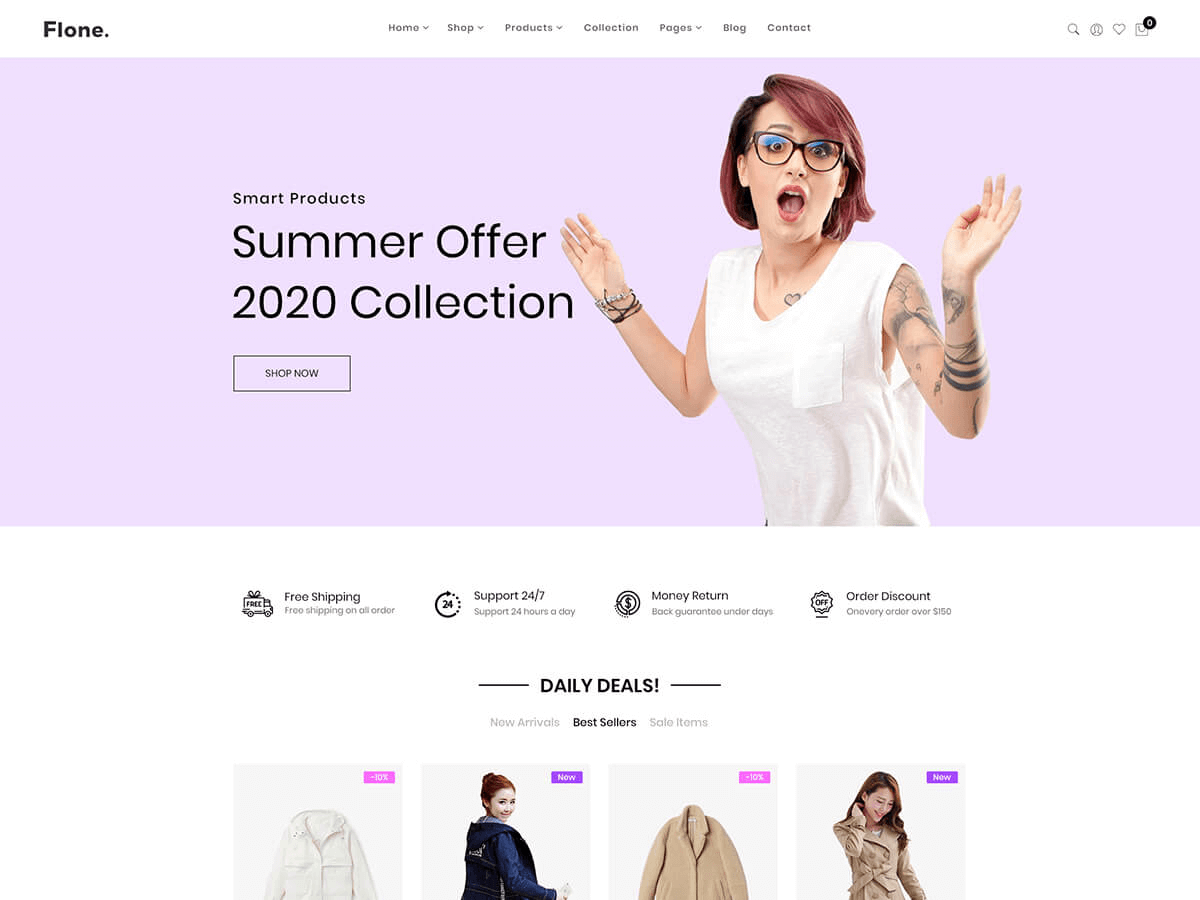 Flone.
Home Shop Products Collection Pages Blog Contact
0
Smart Products
Summer Offer
2020 Collection
SHOP NOW
FREE
Free Shipping
Free shipping on all order
24
Support 24/7
Support 24 hours a day
$
Money Return
Back guarantee under days
OFF
Order Discount
Onevery order over $150
DAILY DEALS!
New Arrivals Best Sellers Sale Items
-10%
New
-10%
New